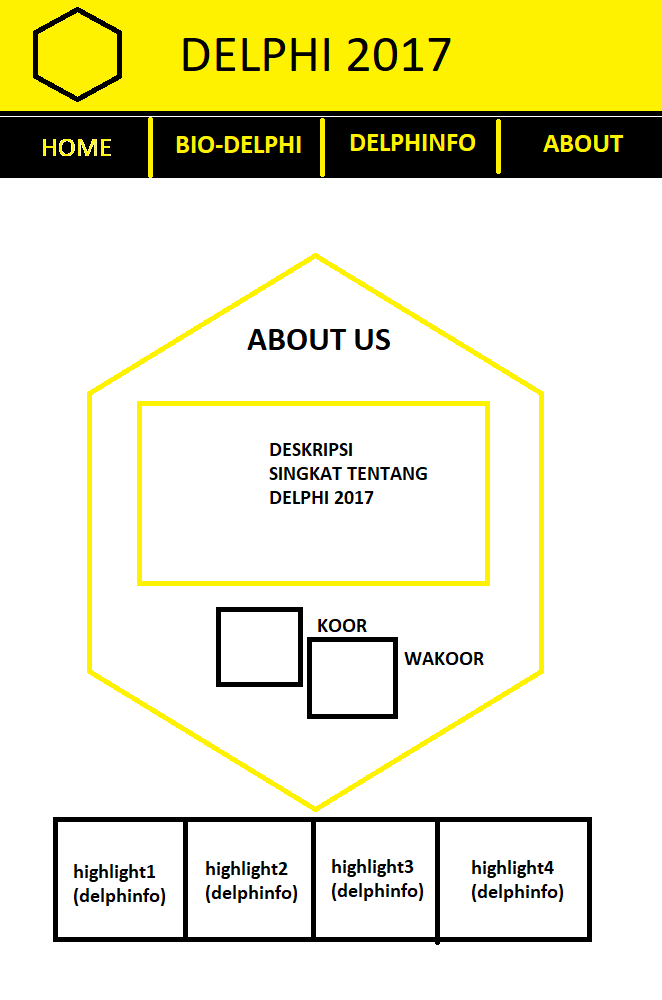 DELPHI 2017
HOME
BIO-DELPHI
DELPHINFO
ABOUT
ABOUT US
DESKRIPSI
SINGKAT TENTANG
DELPHI 2017
KOOR
WAKOOR
highlight1
(delphinfo)
highlight2
(delphinfo)
highlight3
(delphinfo)
highlight4
(delphinfo)